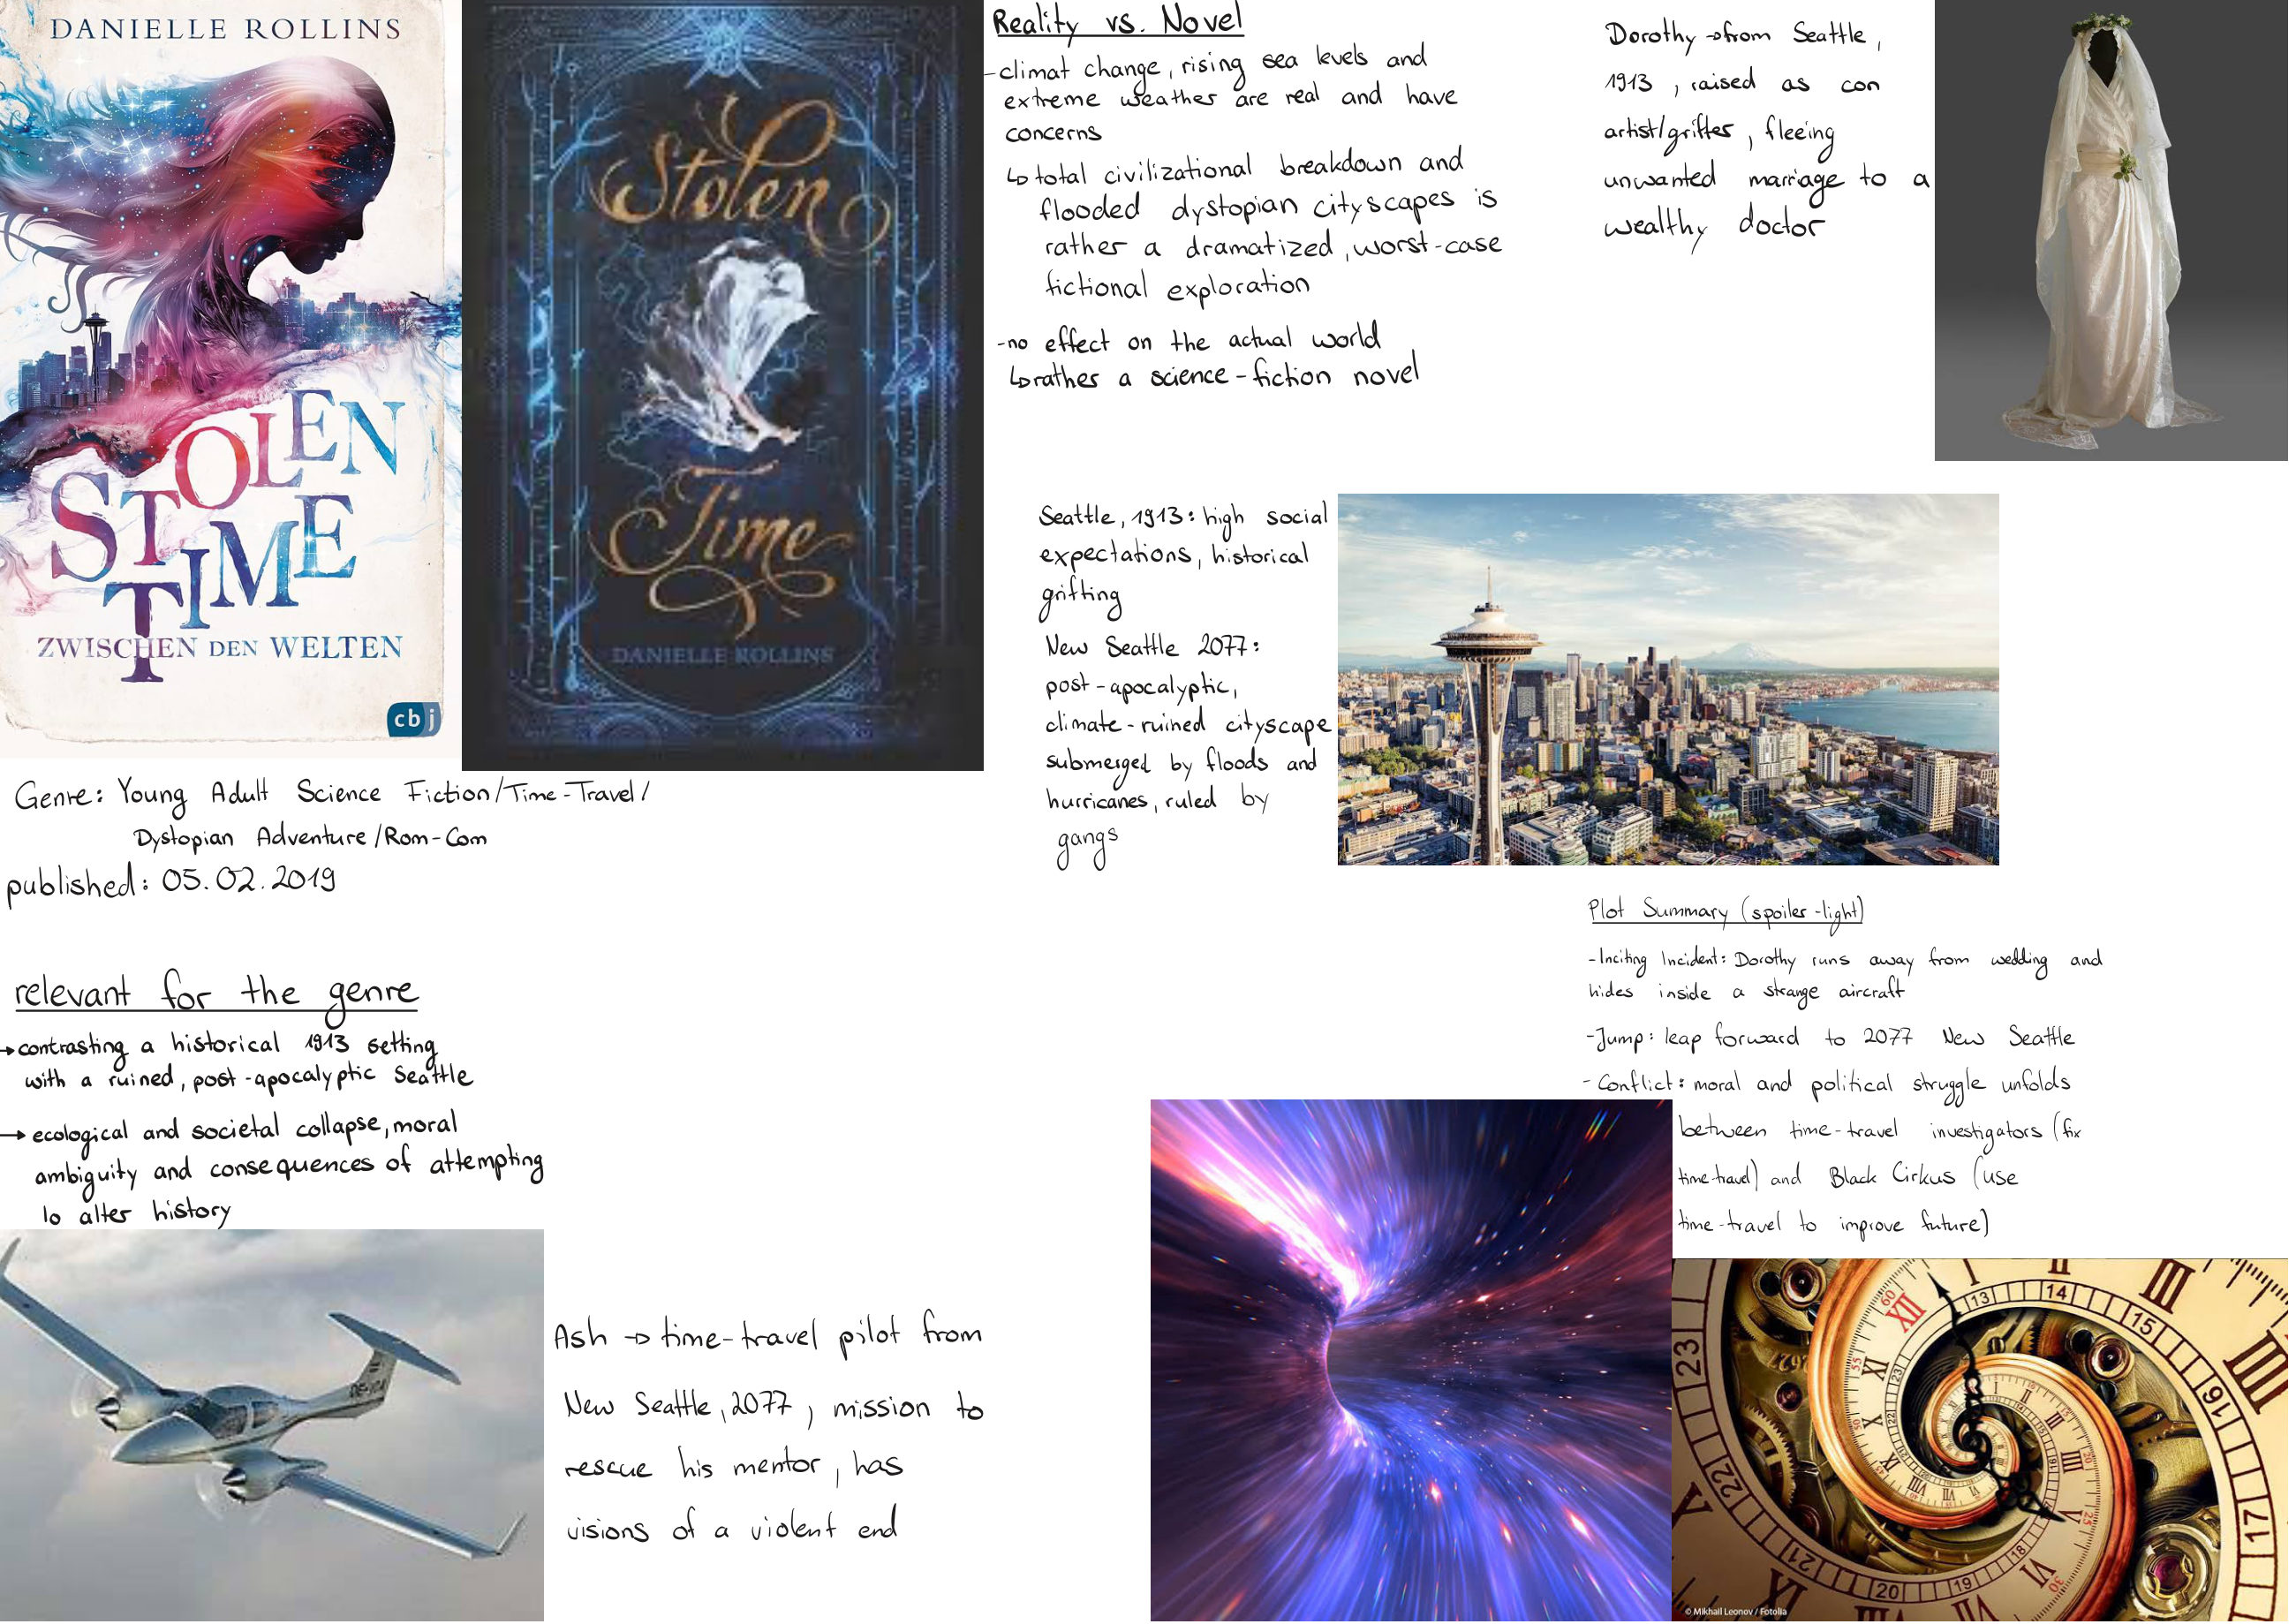 DANIELLE ROLLINS
STOLEN
TIME
ZWISCHEN DEN WELTEN
cbj
Stolen
Time
DANIELLE ROLLINS
Genre: Young Adult Science Fiction/Time-Travel/
Dystopian Adventure/Rom-Com
published: 05.02.2019
relevant for the genre
→contrasting a historical 1913 setting
with a ruined, post-apocalyptic Seattle
→ ecological and societal collapse, moral
ambiguity and consequences of attempting
to alter history
Ash → time-travel pilot from
New Seattle, 2077, mission to
rescue his mentor, has
visions of a violent end
Reality vs. Novel
-climat change, rising sea levels and
extreme weather are real and have
concerns
↳ total civilizational breakdown and
flooded dystopian cityscapes is
rather a dramatized, worst-case
fictional exploration
-no effect on the actual world
↳ rather a science-fiction novel
Dorothy → from Seattle,
1913, raised as con
artist/grifter, fleeing
unwanted marriage to a
wealthy doctor
Seattle, 1913: high social
expectations, historical
grifting
New Seattle 2077:
post-apocalyptic,
climate-ruined cityscape
submerged by floods and
hurricanes, ruled by
gangs
Plot Summary (spoiler-light)
-Inciting Incident: Dorothy runs away from wedding and
hides inside a strange aircraft
-Jump: leap forward to 2077 New Seattle
- Conflict: moral and political struggle unfolds
between time-travel investigators (fix
time-travel) and Black Cirkus (use
time-travel to improve future)
© Mikhail Leonov / Fotolia